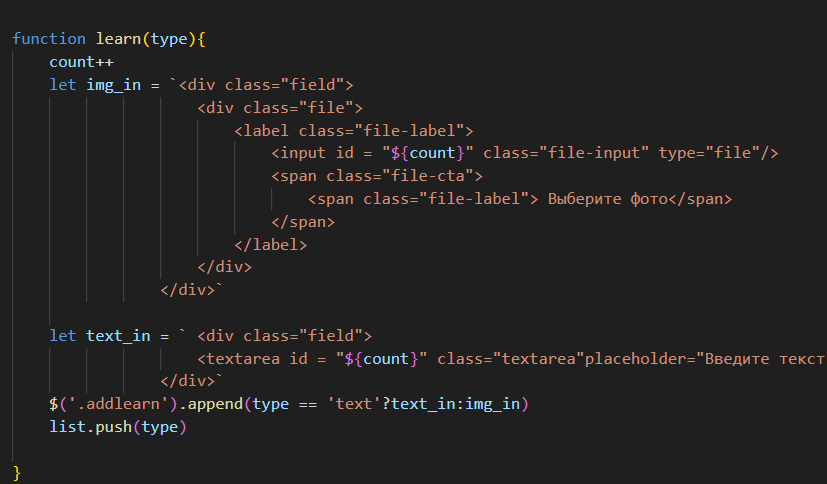 function learn(type){
count++
let img_in = `<div class="field">
<div class="file">
<label class="file-label">
<input id = "${count}" class="file-input" type="file"/>
<span class="file-cta">
<span class="file-label"> Выберите фото</span>
</span>
</label>
</div>
</div>`
let text_in = ` <div class="field">
<textarea id = "${count}" class="textarea"placeholder="Введите текст
</div>`
$('.addlearn').append(type == 'text'?text_in:img_in)
list.push(type)
}